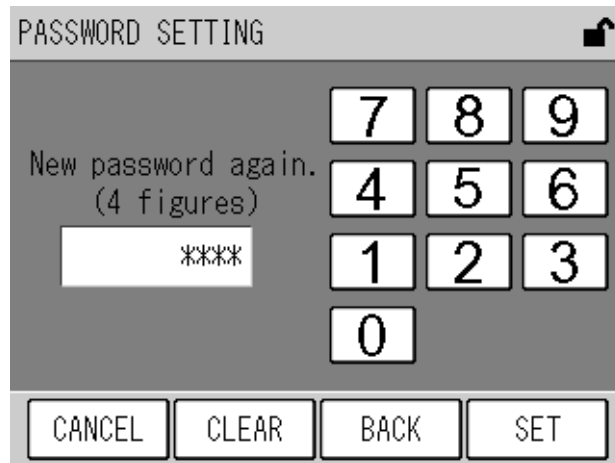 PASSWORD SETTING
New password again.
(4 figures)
****
7 8 9
4 5 6
1 2 3
0
CANCEL CLEAR BACK SET